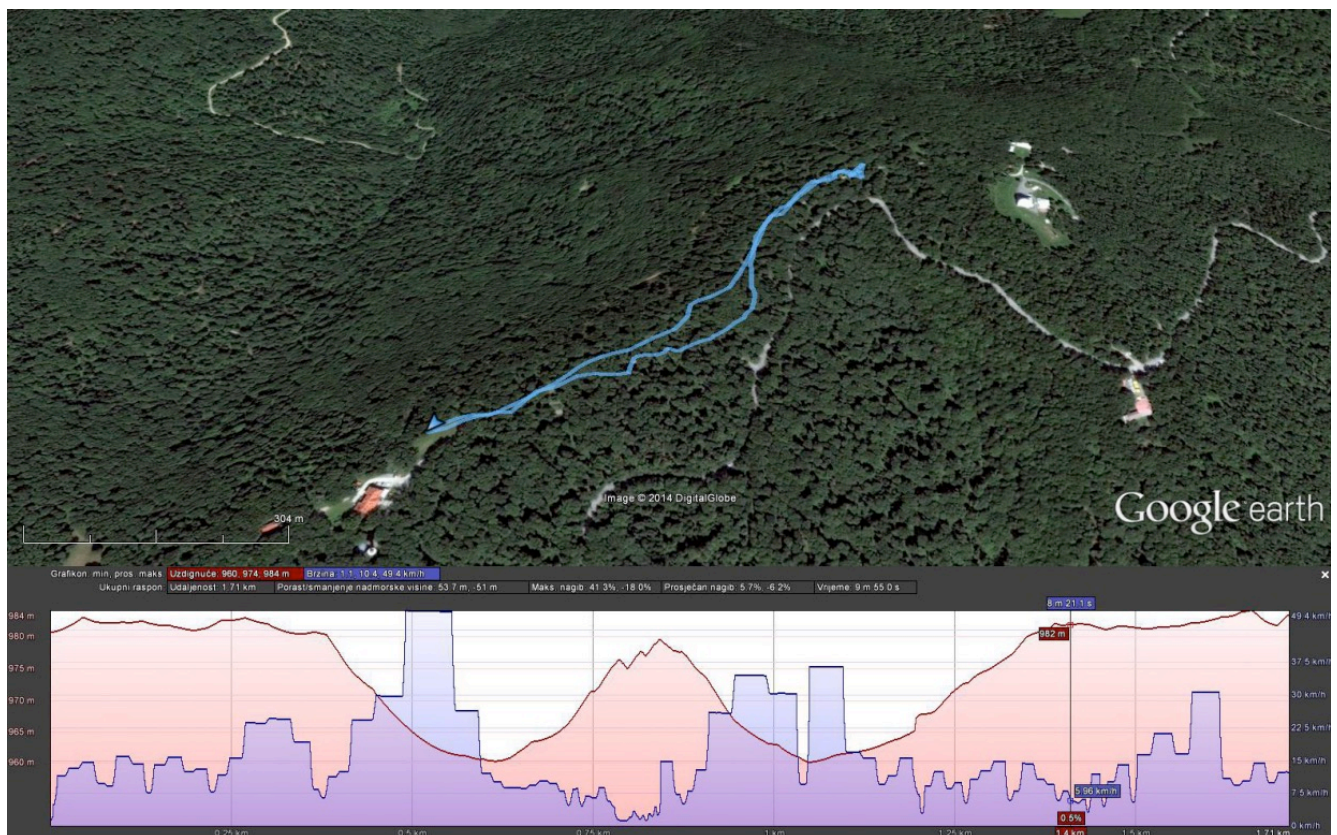 304 m
Image © 2014 DigitalGlobe
Google earth
Grafikon: min, pros. maks. Uzdignuće: 960, 974, 984 m Brzina: 1.1, 10.4, 49.4 km/h
Ukupni raspon: Udaljenost: 1.71 km Porast/smanjenje nadmorske visine: 53.7 m, -51 m Maks. nagib: 41.3%, -18.0% Prosječan nagib: 5.7%, -6.2% Vrijeme: 9 m 55.0 s
8 m 21.1 s
984 m 49.4 km/h
980 m
982 m
975 m 37.5 km/h
970 m 30 km/h
965 m 22.5 km/h
960 m 15 km/h
5.96 km/h
7.5 km/h
0.5%
0 km/h
0.25 km 0.5 km 0.75 km 1 km 1.25 km 1.4 km 1.5 km 1.71 km